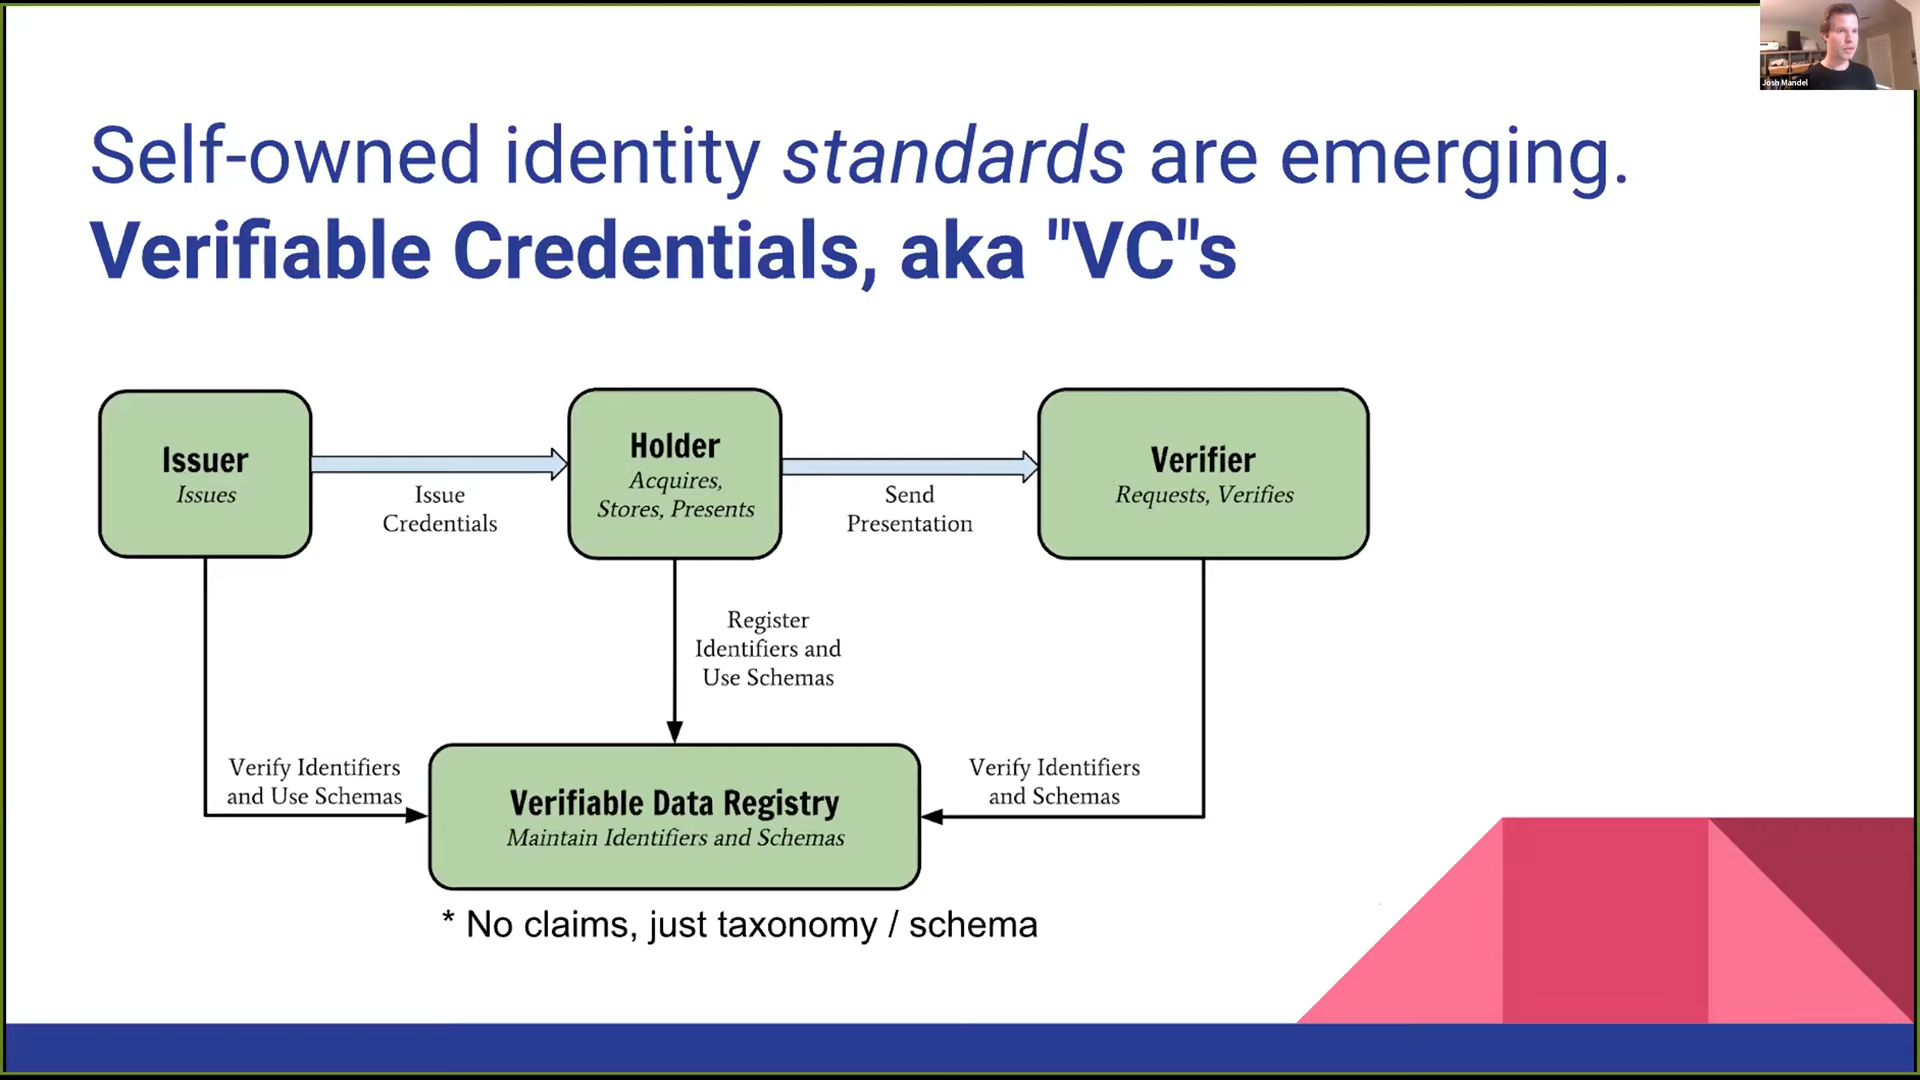 Josh Mandel
Self-owned identity standards are emerging.
Verifiable Credentials, aka "VC"s
Issuer
Issues
Issue
Credentials
Holder
Acquires,
Stores, Presents
Send
Presentation
Verifier
Requests, Verifies
Register
Identifiers and
Use Schemas
Verify Identifiers
and Use Schemas
Verifiable Data Registry
Maintain Identifiers and Schemas
Verify Identifiers
and Schemas
* No claims, just taxonomy / schema